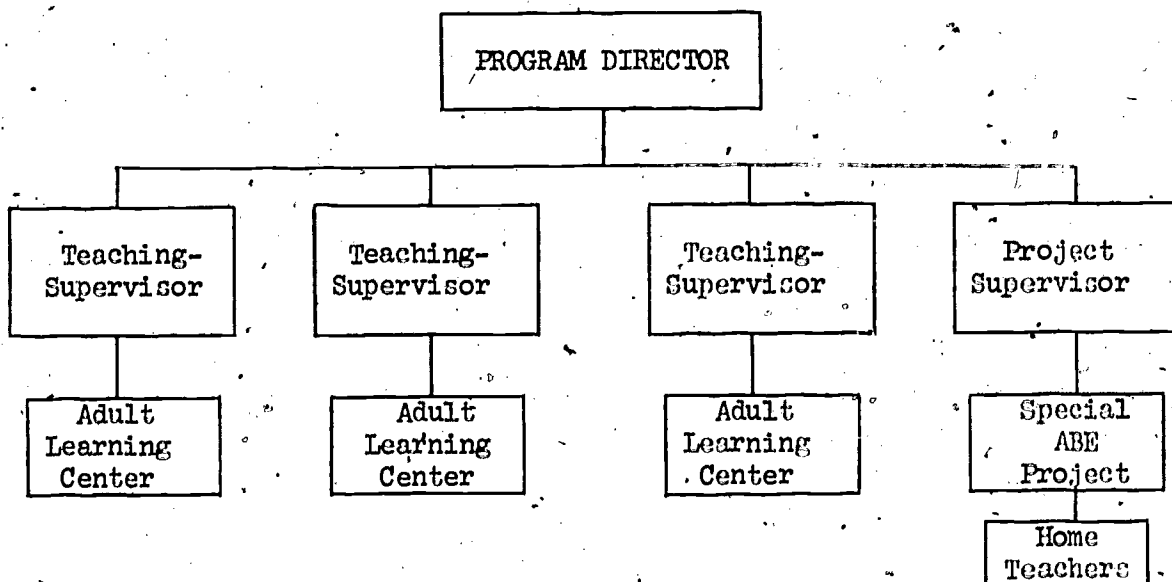 PROGRAM DIRECTOR
Teaching-
Supervisor
Teaching-
Supervisor
Teaching-
Supervisor
Project
Supervisor
Adult
Learning
Center
Adult
Learning
Center
Adult
Learning
Center
Special
ABE
Project
Home
Teachers